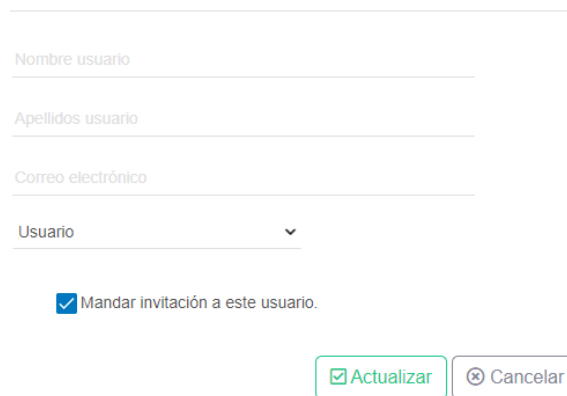 Nombre usuario
Apellidos usuario
Correo electrónico
Usuario
Mandar invitación a este usuario.
Actualizar Cancelar